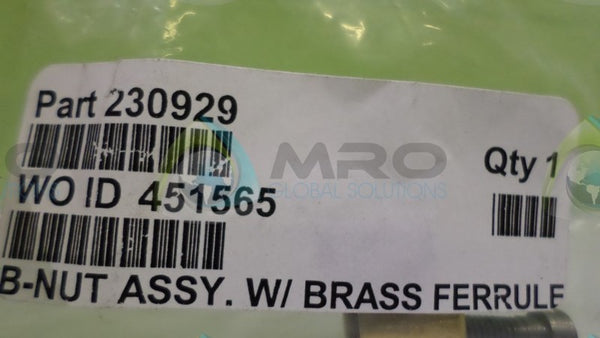 Part 230929
Qty 1
MRO
GLOBAL SOLUTIONS
WO ID 451565
B-NUT ASSY. W/ BRASS FERRULE